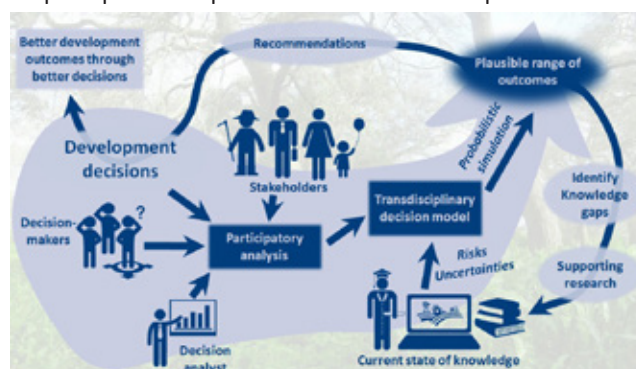 Better development
outcomes through
better decisions
Recommendations
Plausible range of
outcomes
Development
decisions
Stakeholders
Probabilistic
simulation
Identify
Knowledge
gaps
Decision-
makers
?
Participatory
analysis
Transdisciplinary
decision model
Risks
Uncertainties
Supporting
research
Decision
analyst
Current state of knowledge